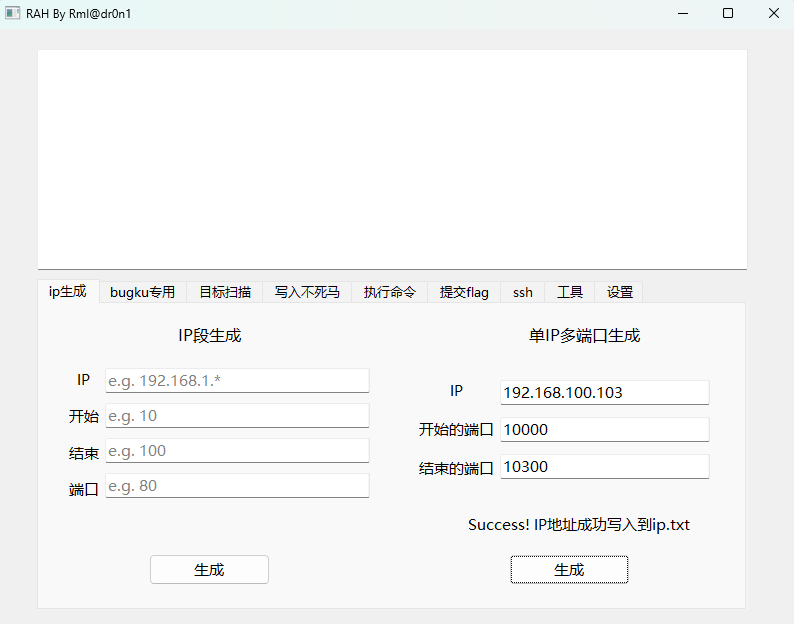 RAH By Rml@dr0n1
ip生成 bugku专用 目标扫描 写入不死马 执行命令 提交flag ssh 工具 设置
IP段生成
IP e.g. 192.168.1.*
开始 e.g. 10
结束 e.g. 100
端口 e.g. 80
生成
单IP多端口生成
IP 192.168.100.103
开始的端口 10000
结束的端口 10300
Success! IP地址成功写入到ip.txt
生成